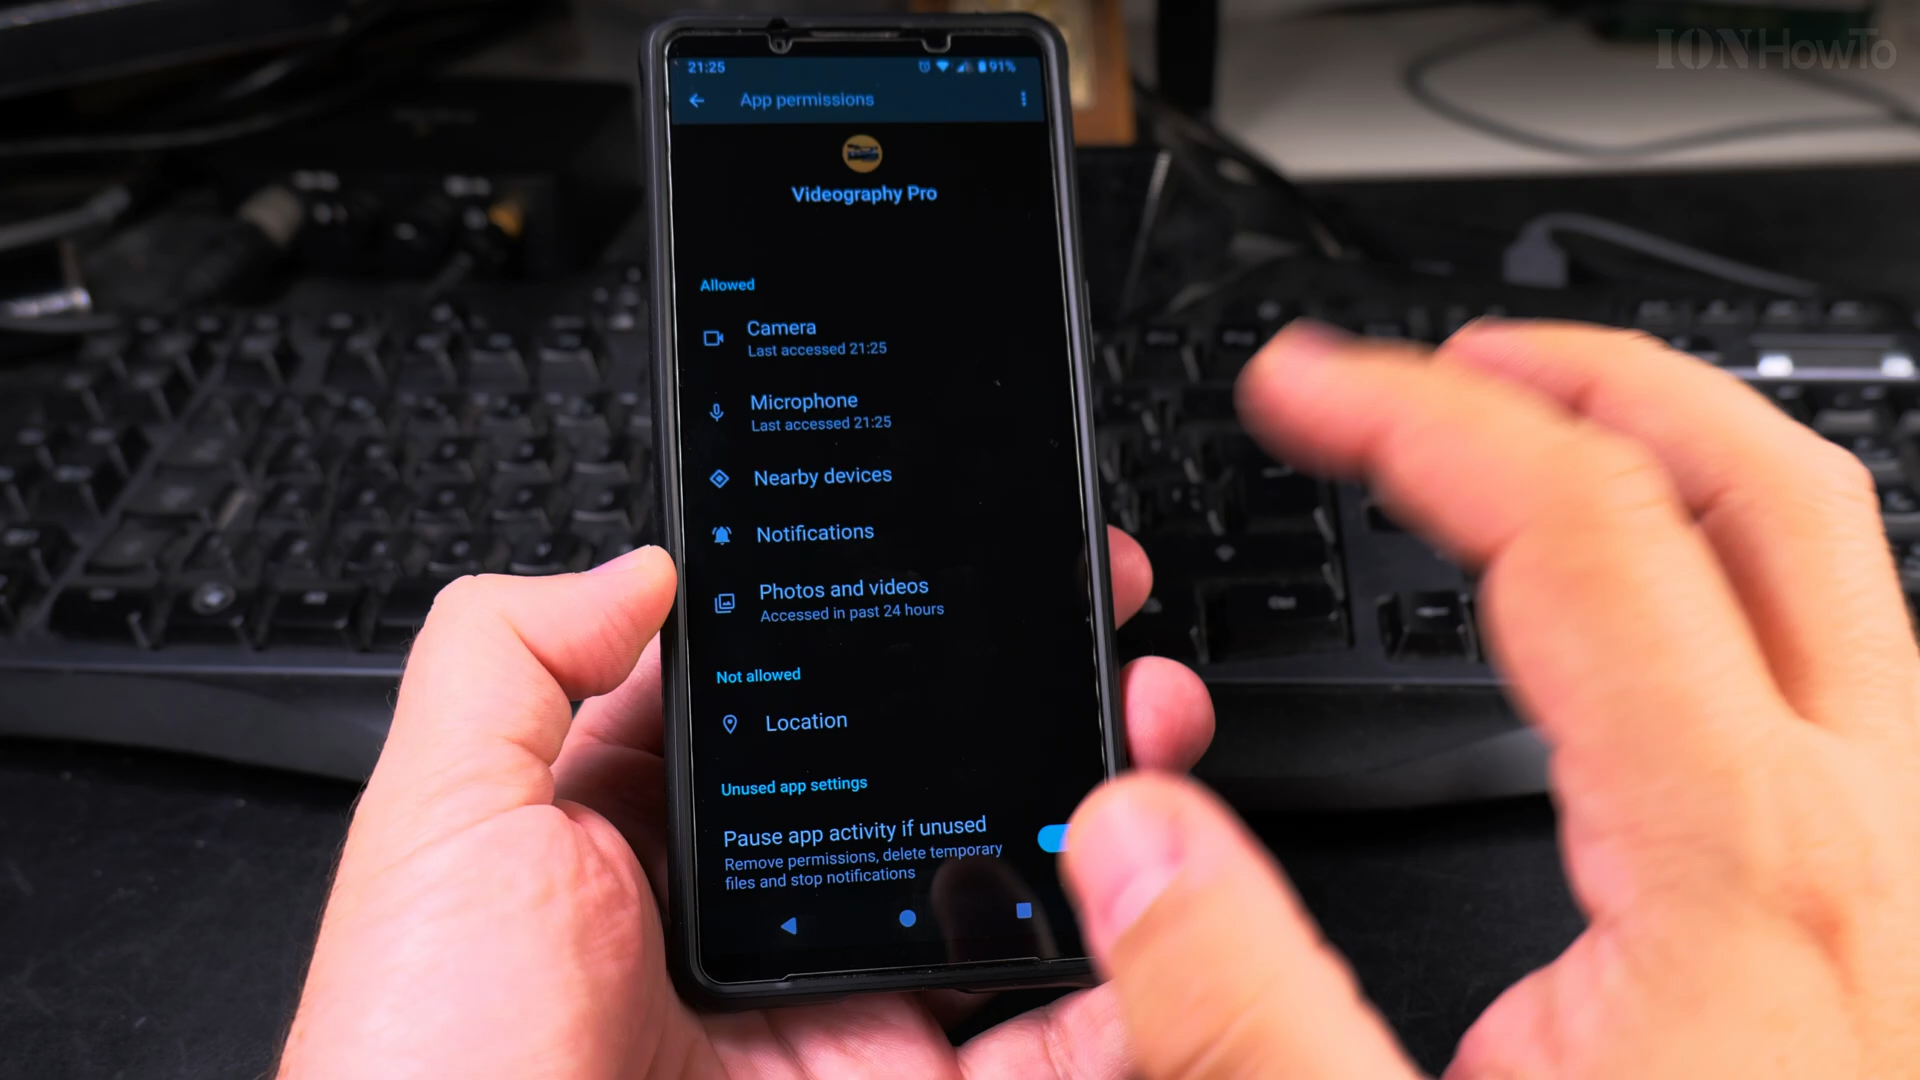 IONHowTo
21:25
91%
App permissions
Videography Pro
Allowed
Camera
Last accessed 21:25
Microphone
Last accessed 21:25
Nearby devices
Notifications
Photos and videos
Accessed in past 24 hours
Not allowed
Location
Unused app settings
Pause app activity if unused
Remove permissions, delete temporary
files and stop notifications
Ctrl